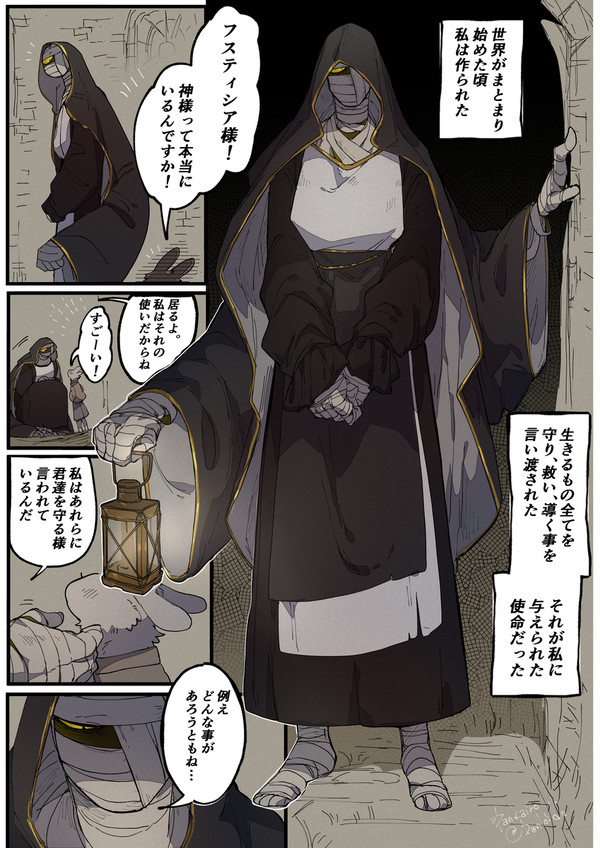 世界がまとまり
始めた頃
私は作られた
生きるもの全てを
守り、救い、導く事を
言い渡された
それが私に
与えられた
使命だった
フスティシア様！
神様って本当に
いるんですか！
居るよ。
私はそれの
使いだからね
すごーい！
私はあれらに
君達を守る様
言われて
いるんだ
例え
どんな事が
あろうともね…